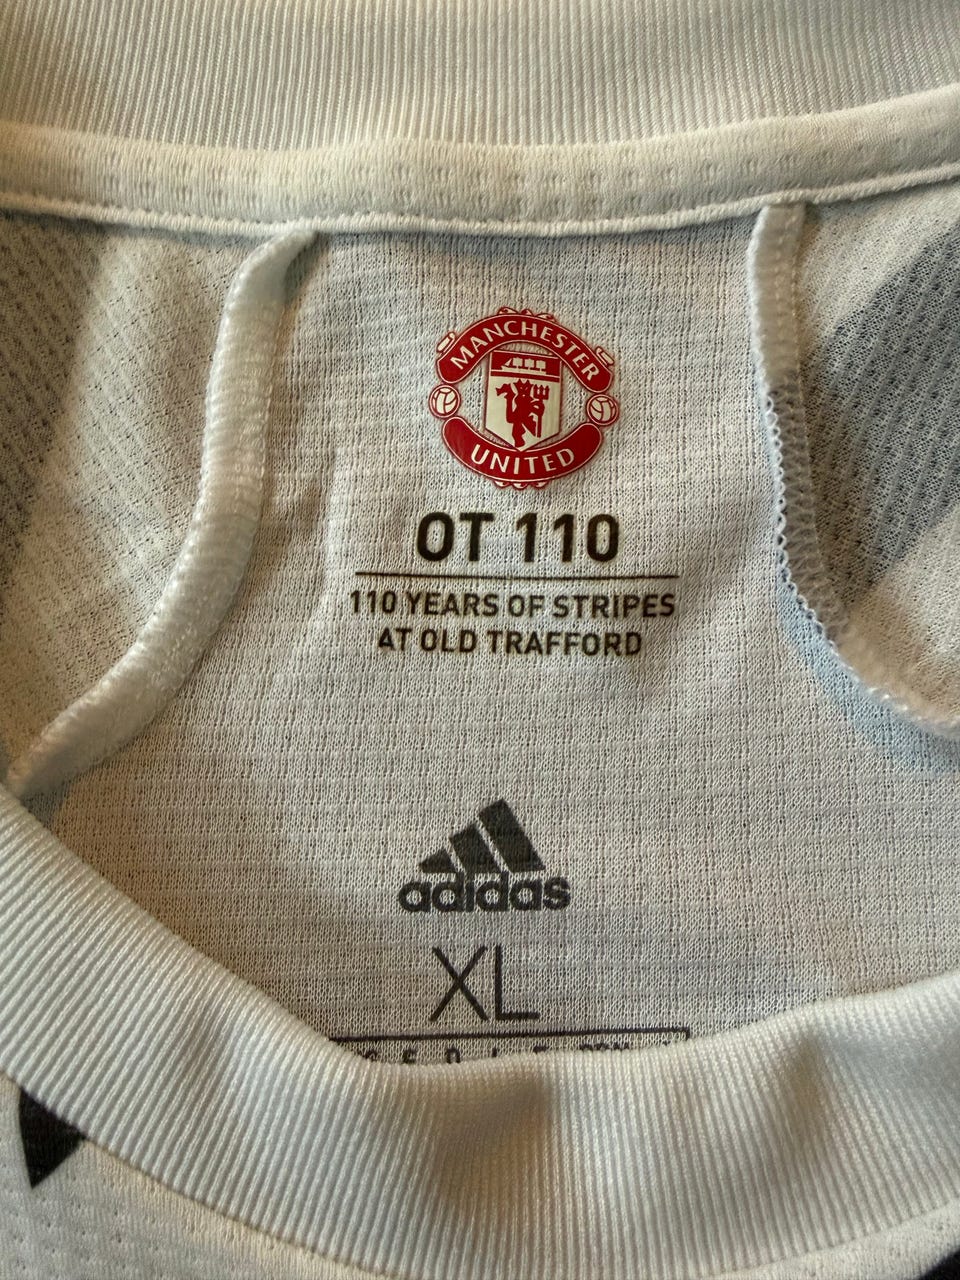 MANCHESTER
UNITED
OT 110
110 YEARS OF STRIPES
AT OLD TRAFFORD
adidas
XL